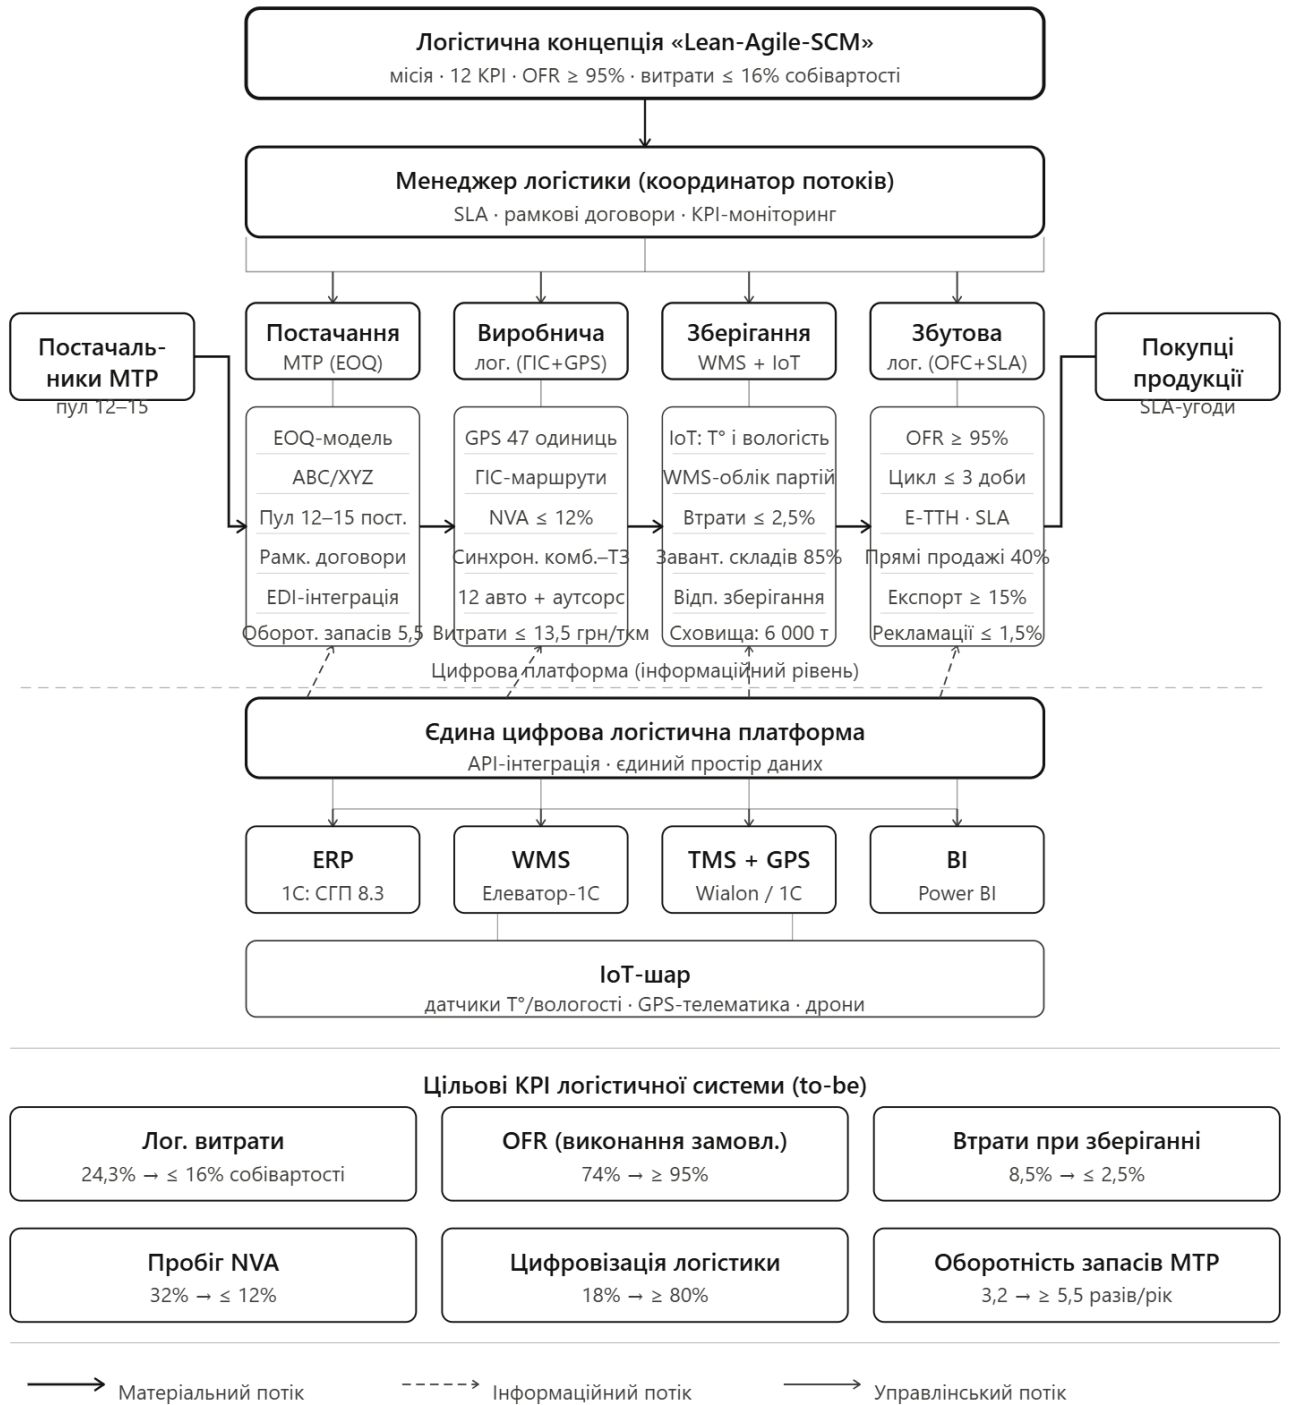 Логістична концепція «Lean-Agile-SCM»
місія · 12 KPI · OFR ≥ 95% · витрати ≤ 16% собівартості
Менеджер логістики (координатор потоків)
SLA · рамкові договори · KPI-моніторинг
Постачаль-
ники МТР
пул 12–15
Постачання
МТР (EOQ)
Виробнича
лог. (ГІС+GPS)
Зберігання
WMS + IoT
Збутова
лог. (OFC+SLA)
Покупці
продукції
SLA-угоди
EOQ-модель
ABC/XYZ
Пул 12–15 пост.
Рамк. договори
EDI-інтеграція
Оборот. запасів 5,5
GPS 47 одиниць
ГІС-маршрути
NVA ≤ 12%
Синхрон. комб.–ТЗ
12 авто + аутсорс
Витрати ≤ 13,5 грн/ткм
IoT: T° і вологість
WMS-облік партій
Втрати ≤ 2,5%
Завант. складів 85%
Відп. зберігання
Сховища: 6 000 т
OFR ≥ 95%
Цикл ≤ 3 доби
E-TTH · SLA
Прямі продажі 40%
Експорт ≥ 15%
Рекламації ≤ 1,5%
Цифрова платформа (інформаційний рівень)
Єдина цифрова логістична платформа
API-інтеграція · єдиний простір даних
ERP
1С: СГП 8.3
WMS
Елеватор-1С
TMS + GPS
Wialon / 1С
BI
Power BI
IoT-шар
датчики T°/вологості · GPS-телематика · дрони
Цільові KPI логістичної системи (to-be)
Лог. витрати
24,3% → ≤ 16% собівартості
OFR (виконання замовл.)
74% → ≥ 95%
Втрати при зберіганні
8,5% → ≤ 2,5%
Пробіг NVA
32% → ≤ 12%
Цифровізація логістики
18% → ≥ 80%
Оборотність запасів МТР
3,2 → ≥ 5,5 разів/рік
Матеріальний потік
Інформаційний потік
Управлінський потік